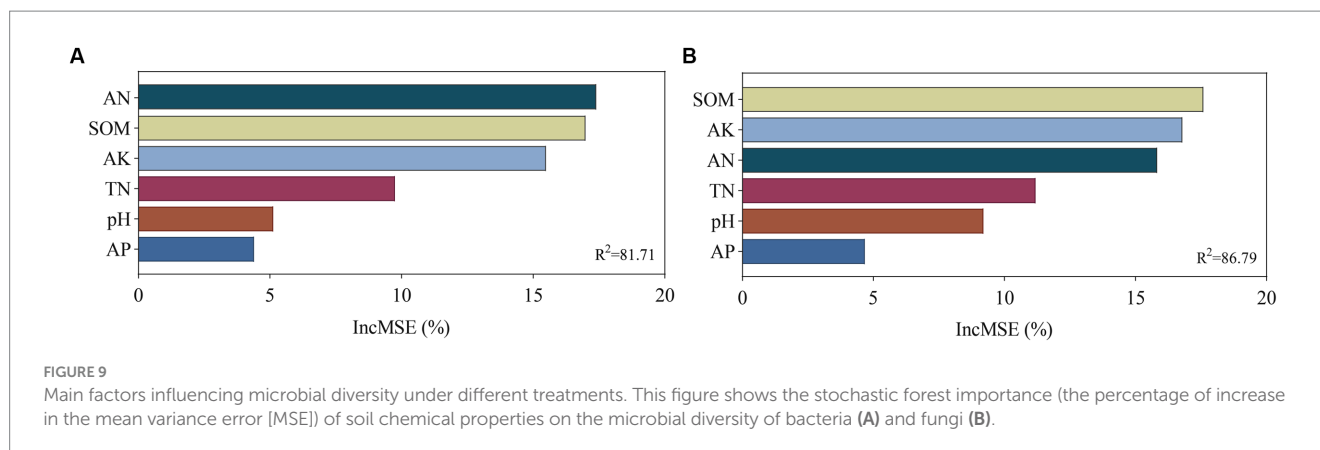 A
AN
SOM
AK
TN
pH
AP
R²=81.71
0 5 10 15 20
IncMSE (%)
B
SOM
AK
AN
TN
pH
AP
R²=86.79
0 5 10 15 20
IncMSE (%)
FIGURE 9
Main factors influencing microbial diversity under different treatments. This figure shows the stochastic forest importance (the percentage of increase
in the mean variance error [MSE]) of soil chemical properties on the microbial diversity of bacteria (A) and fungi (B).